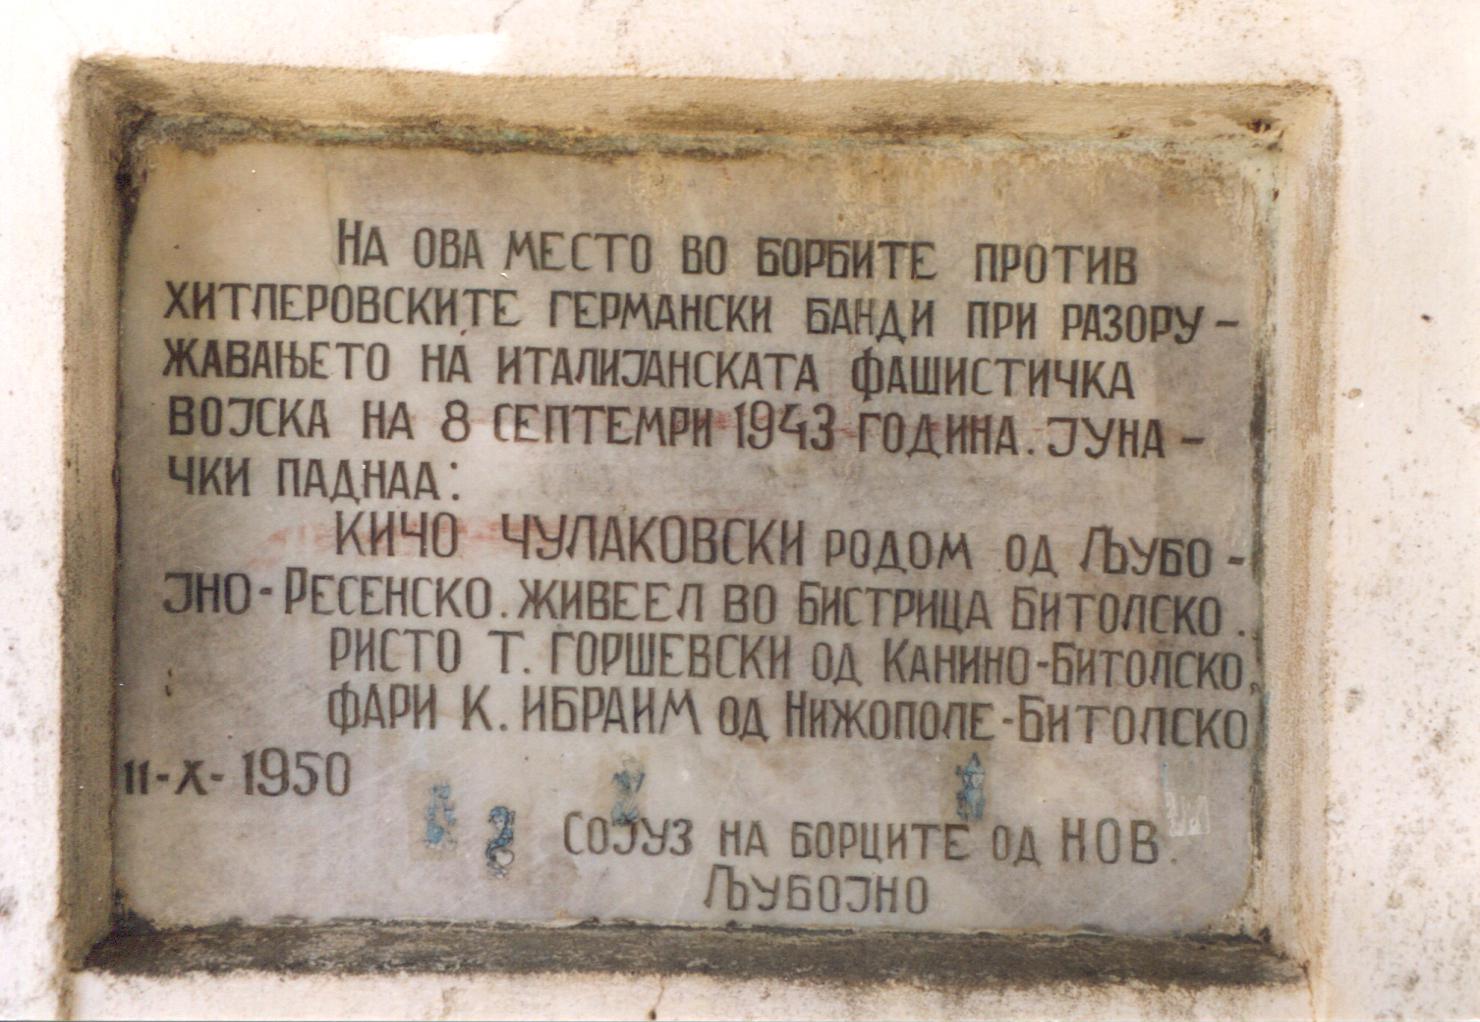 На ова место во борбите против
хитлеровските германски банди при разору-
жавањето на италијанската фашистичка
војска на 8 септември 1943 година. Јуна-
чки паднаа:
Кичо Чулаковски родом од Љубо-
јно-Ресенско. живеел во Бистрица Битолско.
Ристо Т. Горшевски од Канино-Битолско,
Фари К. Ибраим од Нижополе-Битолско
11-X-1950
Сојуз на борците од НОВ.
Љубојно